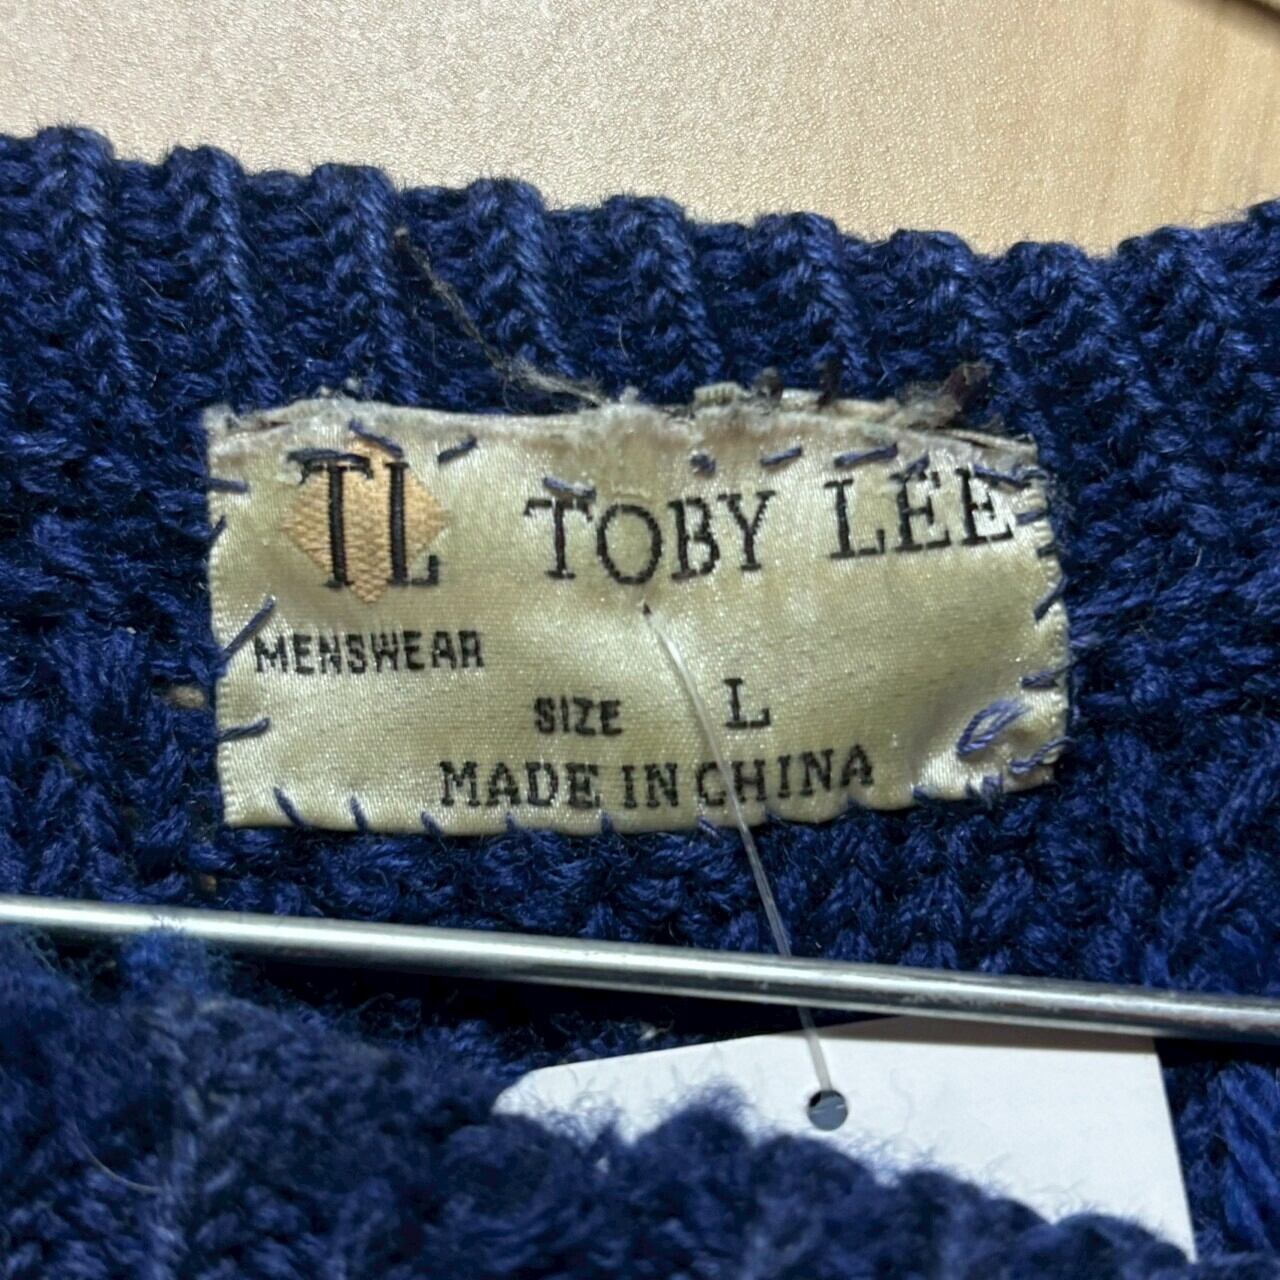 TL TOBY LEE
MENSWEAR
SIZE L
MADE IN CHINA